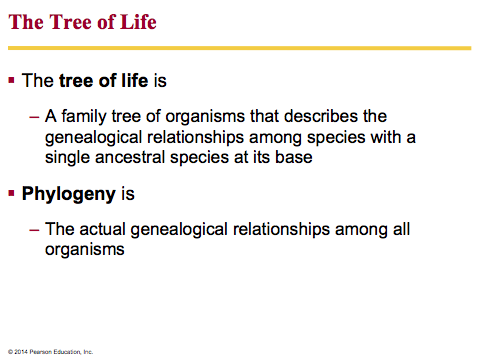 The Tree of Life
▪ The tree of life is
– A family tree of organisms that describes the
genealogical relationships among species with a
single ancestral species at its base
▪ Phylogeny is
– The actual genealogical relationships among all
organisms
© 2014 Pearson Education, Inc.